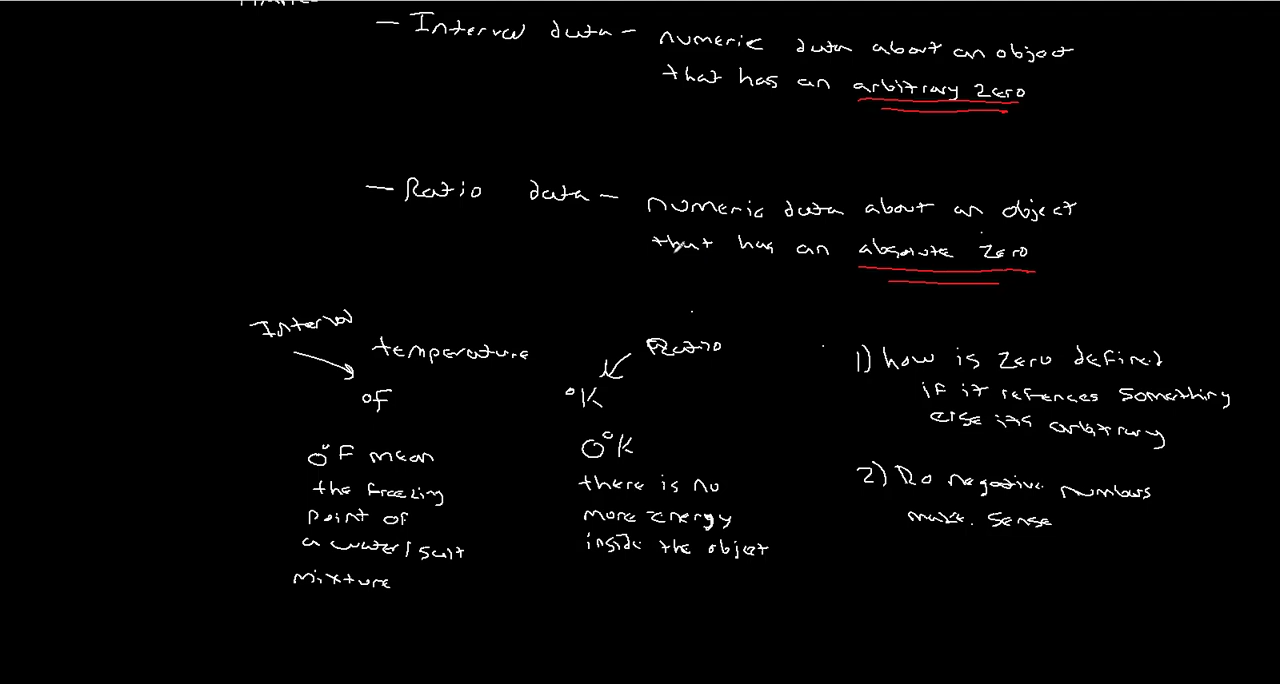 — Interval data — numeric data about an object
that has an arbitrary zero
— Ratio data — numeric data about an object
that has an absolute zero
Interval
temperature
Ratio
°F
°K
0°F mean
the freezing
point of
a water/salt
mixture
0°K
there is no
more energy
inside the object
1) how is zero defined
if it refences something
else its arbitrary
2) Do negative numbers
make sense